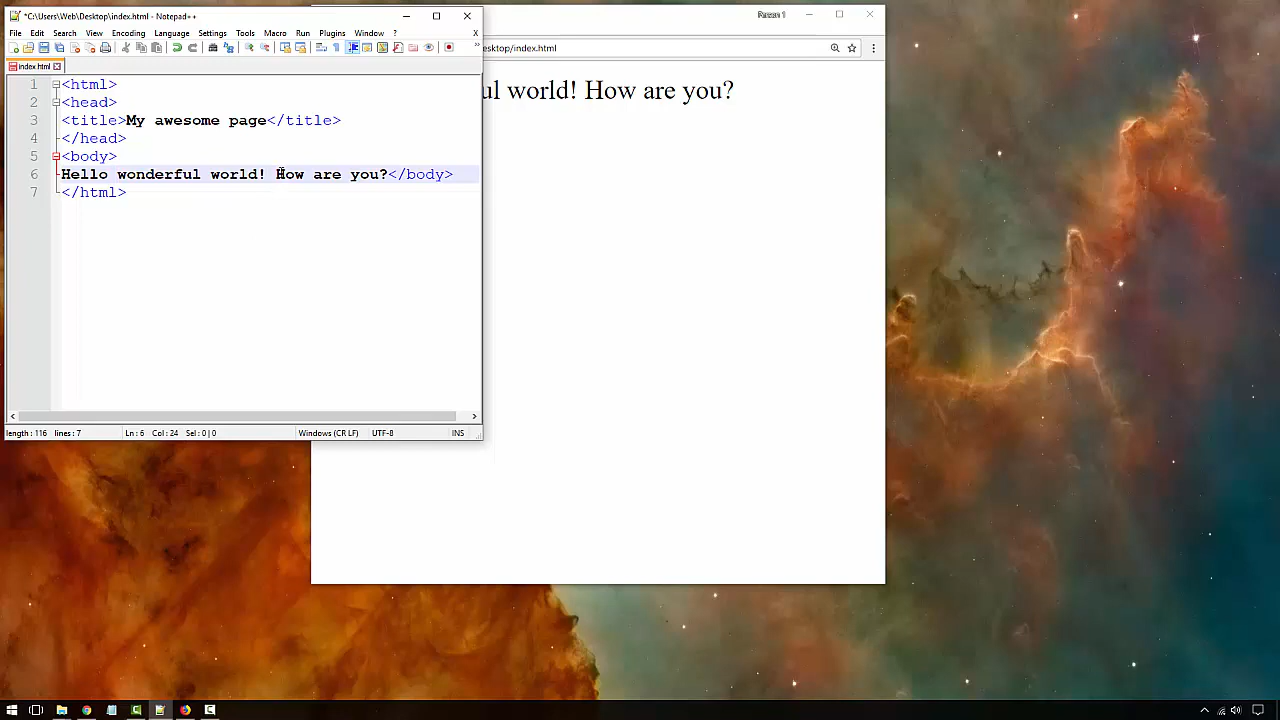 *C:\Users\Web\Desktop\index.html - Notepad++
File Edit Search View Encoding Language Settings Tools Macro Run Plugins Window ? X
index.html
1 <html>
2 <head>
3 <title>My awesome page</title>
4 </head>
5 <body>
6 Hello wonderful world! How are you?</body>
7 </html>
length : 116 lines : 7 Ln : 6 Col : 24 Sel : 0 | 0 Windows (CR LF) UTF-8 INS
Person 1
esktop/index.html
ul world! How are you?